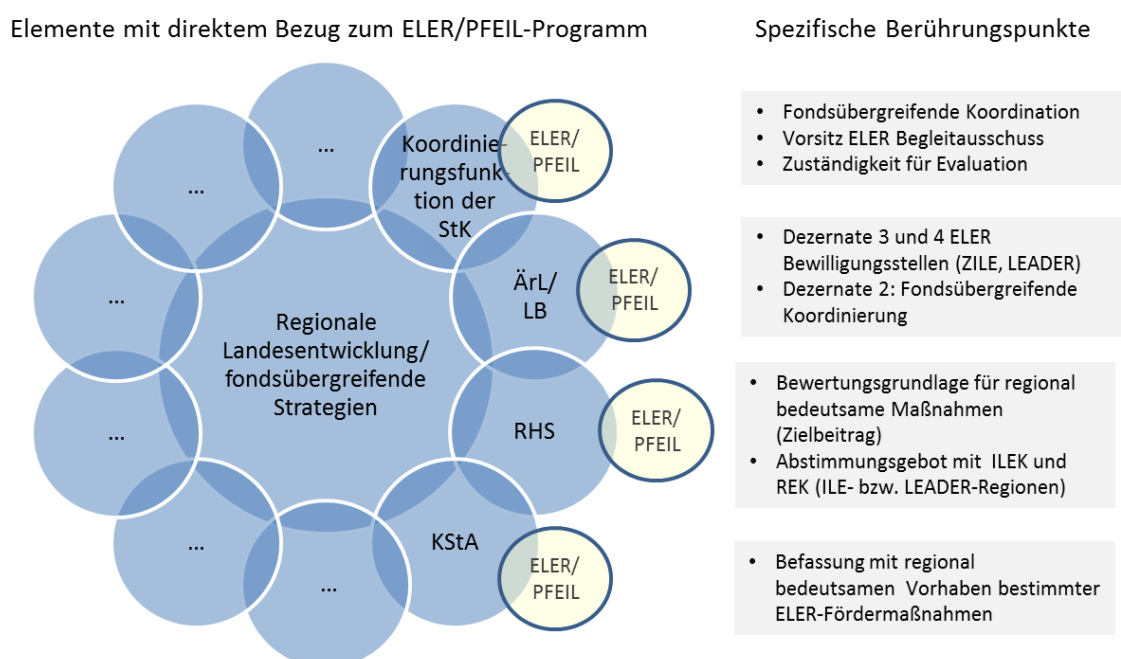 Elemente mit direktem Bezug zum ELER/PFEIL-Programm
Spezifische Berührungspunkte
...
Koordinie-
rungsfunk-
tion der
StK
ELER/
PFEIL
• Fondsübergreifende Koordination
• Vorsitz ELER Begleitausschuss
• Zuständigkeit für Evaluation
...
ÄrL/
LB
ELER/
PFEIL
• Dezernate 3 und 4 ELER
Bewilligungsstellen (ZILE, LEADER)
• Dezernate 2: Fondsübergreifende
Koordinierung
...
Regionale
Landesentwicklung/
fondsübergreifende
Strategien
...
RHS
ELER/
PFEIL
• Bewertungsgrundlage für regional
bedeutsame Maßnahmen
(Zielbeitrag)
• Abstimmungsgebot mit ILEK und
REK (ILE- bzw. LEADER-Regionen)
...
...
KStA
ELER/
PFEIL
• Befassung mit regional
bedeutsamen Vorhaben bestimmter
ELER-Fördermaßnahmen